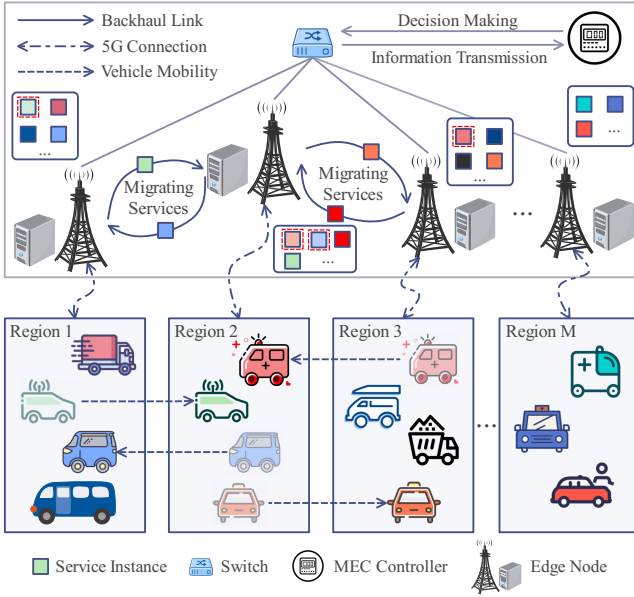 Backhaul Link
5G Connection
Vehicle Mobility
Decision Making
Information Transmission
...
...
...
...
Migrating
Services
Migrating
Services
...
Region 1
Region 2
Region 3
Region M
...
Service Instance
Switch
MEC Controller
Edge Node